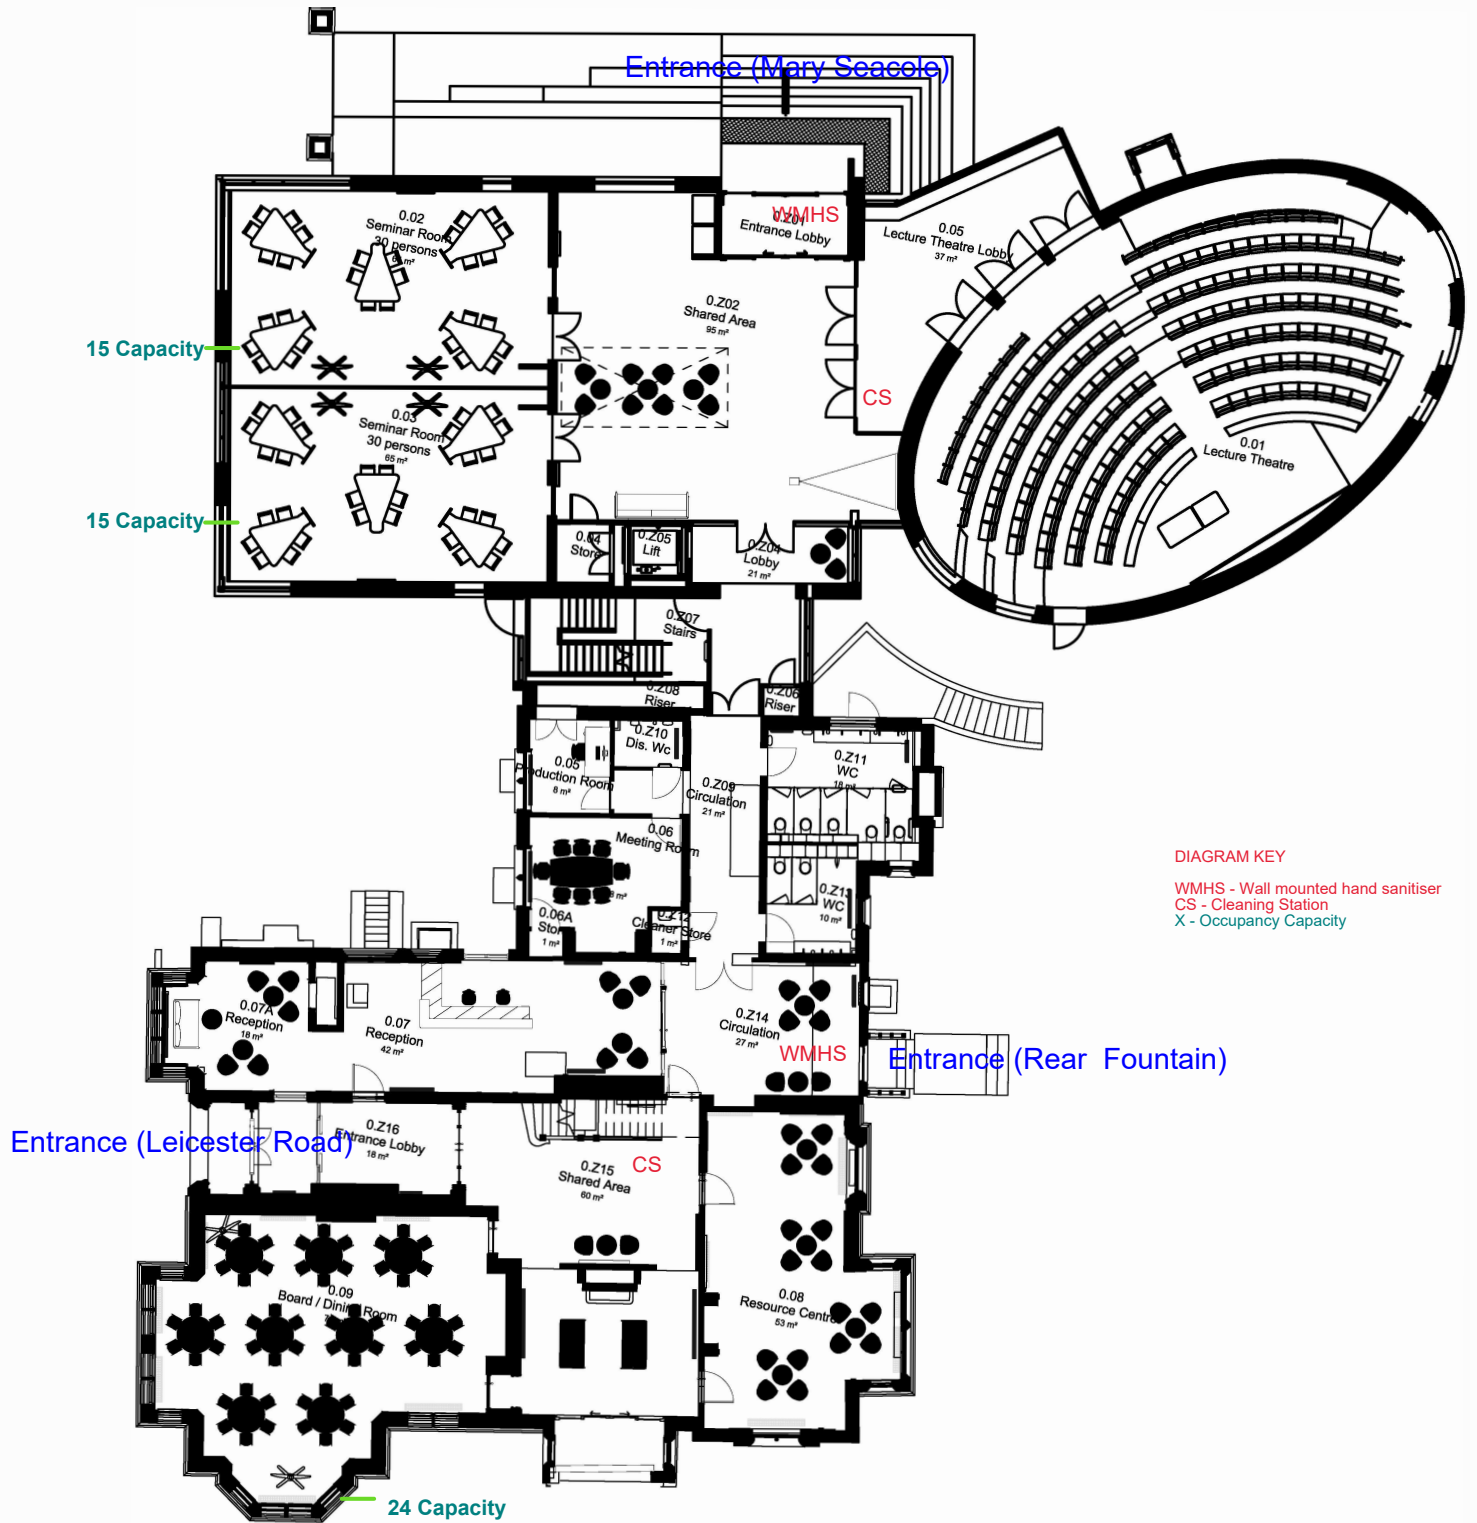 Entrance (Mary Seacole)
0.02
Seminar Room
30 persons
WMHS
0.Z01
Entrance Lobby
0.05
Lecture Theatre Lobby
37 m²
0.Z02
Shared Area
95 m²
15 Capacity
CS
0.03
Seminar Room
30 persons
65 m²
0.01
Lecture Theatre
15 Capacity
0.04
Store
0.Z05
Lift
0.Z04
Lobby
21 m²
0.Z07
Stairs
0.Z08
Riser
0.Z06
Riser
0.Z10
Dis. Wc
0.05
Production Room
8 m²
0.Z09
Circulation
21 m²
0.Z11
WC
18 m²
0.06
Meeting Room
DIAGRAM KEY
WMHS - Wall mounted hand sanitiser
CS - Cleaning Station
X - Occupancy Capacity
0.Z13
WC
10 m²
0.06A
Store
1 m²
0.Z12
Cleaner Store
1 m²
0.07A
Reception
18 m²
0.07
Reception
42 m²
0.Z14
Circulation
27 m²
WMHS
Entrance (Rear Fountain)
Entrance (Leicester Road)
0.Z16
Entrance Lobby
18 m²
0.Z15
Shared Area
60 m²
CS
0.09
Board / Dining Room
0.08
Resource Centre
53 m²
24 Capacity